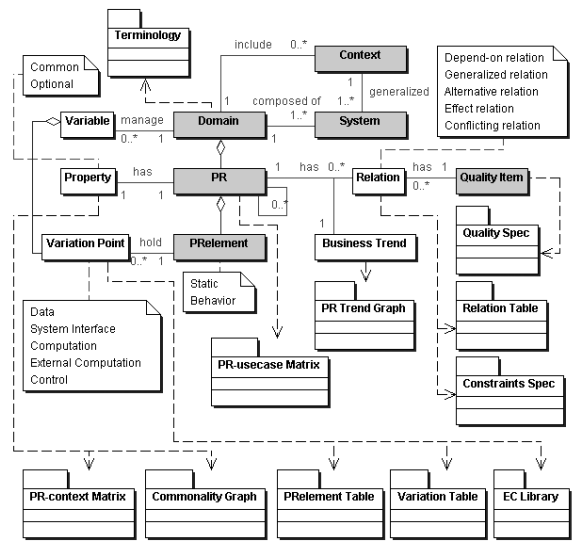 Terminology
include
0..*
Context
Common
Optional
Depend-on relation
Generalized relation
Alternative relation
Effect relation
Conflicting relation
1
1
generalized
Variable
manage
0..*
1
Domain
composed of
1..*
1
1..*
System
Property
has
1
1
PR
1
has
0..*
Relation
has
1
0..*
Quality Item
0..*
Variation Point
hold
0..*
1
PRelement
1
Business Trend
Quality Spec
Static
Behavior
Data
System Interface
Computation
External Computation
Control
PR Trend Graph
Relation Table
PR-usecase Matrix
Constraints Spec
PR-context Matrix
Commonality Graph
PRelement Table
Variation Table
EC Library